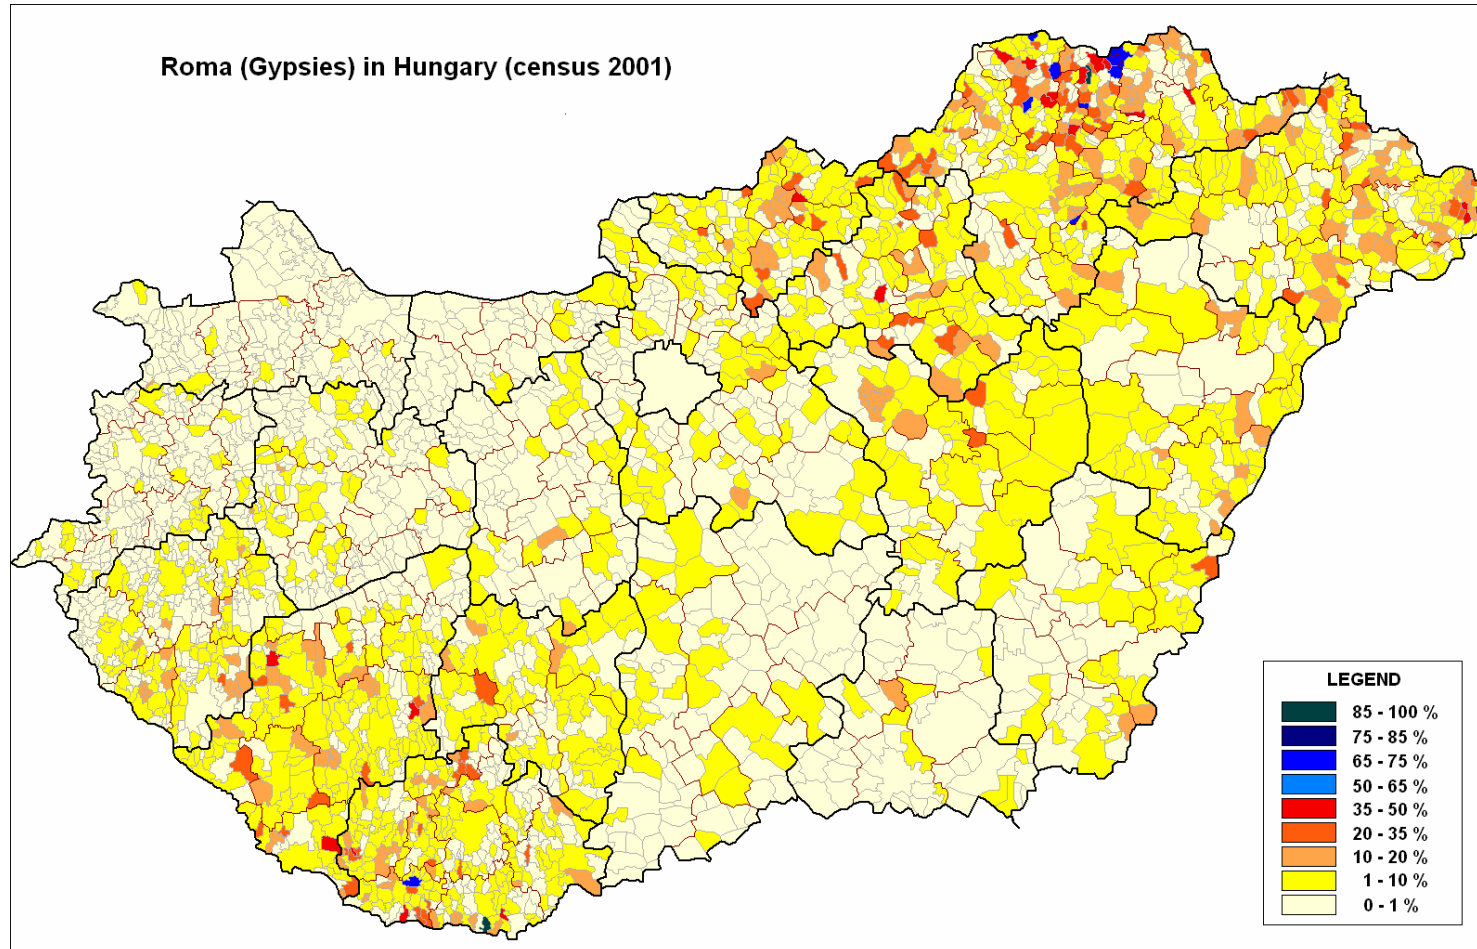 Roma (Gypsies) in Hungary (census 2001)
LEGEND
85 - 100 %
75 - 85 %
65 - 75 %
50 - 65 %
35 - 50 %
20 - 35 %
10 - 20 %
1 - 10 %
0 - 1 %